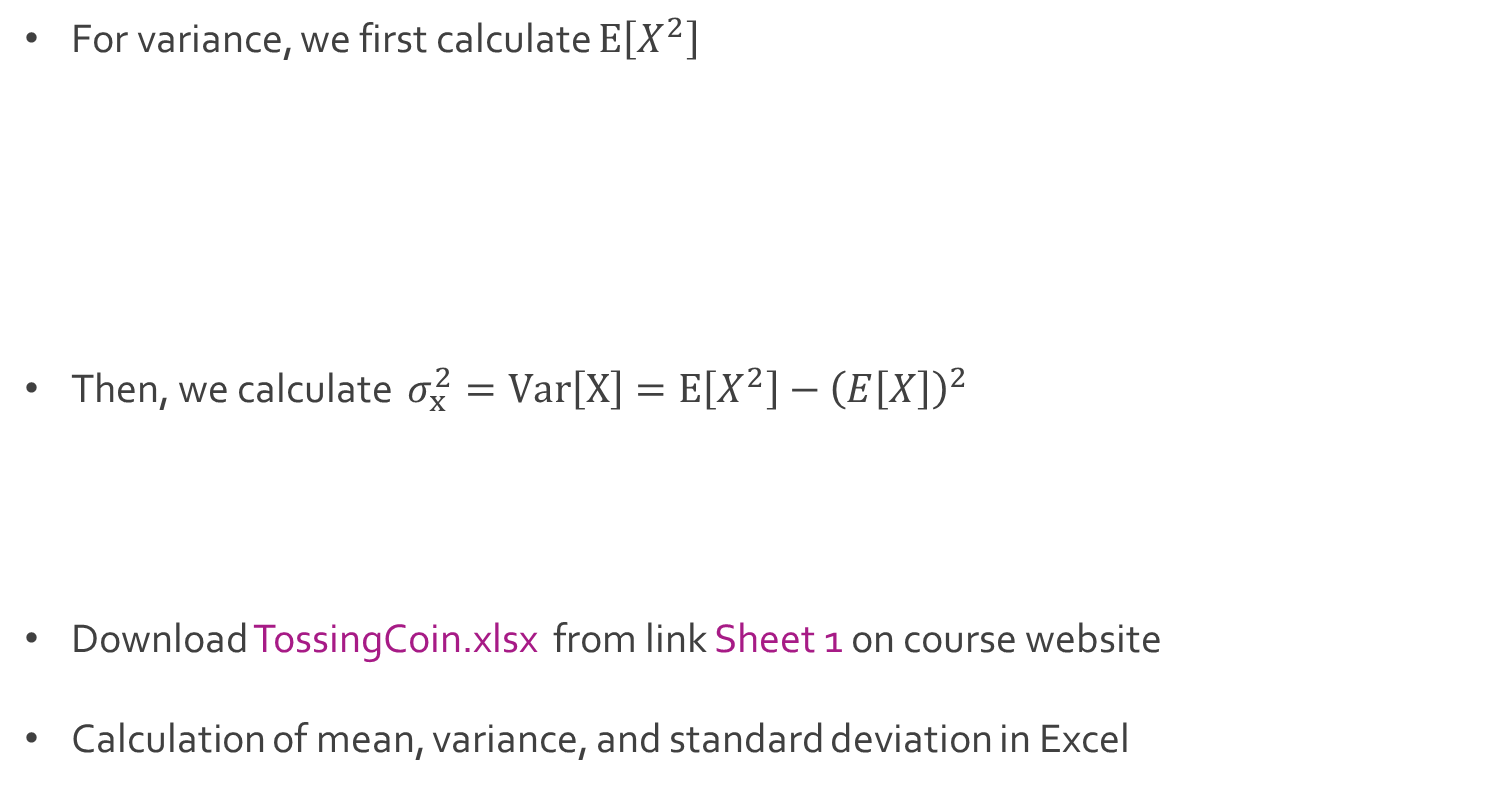 • For variance, we first calculate E[X²]
• Then, we calculate σₓ² = Var[X] = E[X²] − (E[X])²
• Download TossingCoin.xlsx from link Sheet 1 on course website
• Calculation of mean, variance, and standard deviation in Excel